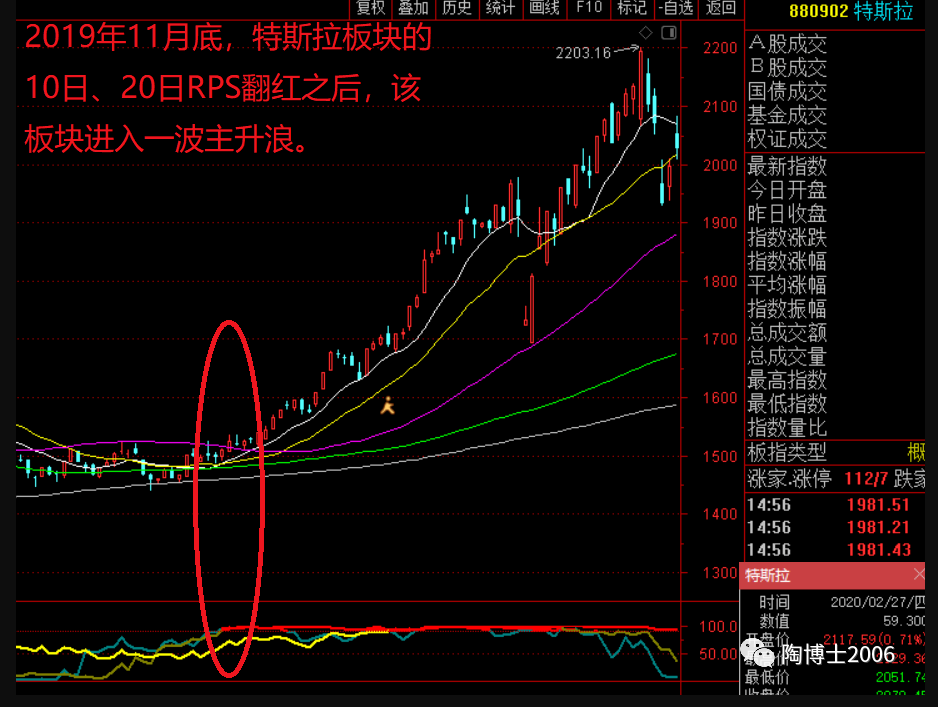 复权 叠加 历史 统计 画线 F10 标记 -自选 返回
880902 特斯拉
2019年11月底，特斯拉板块的
10日、20日RPS翻红之后，该
板块进入一波主升浪。
2203.16
2200
2100
2000
1900
1800
1700
1600
1500
1400
1300
100.0
50.00
A股成交
B股成交
国债成交
基金成交
权证成交
最新指数
今日开盘
昨日收盘
指数涨跌
指数涨幅
平均涨幅
指数振幅
总成交额
总成交量
最高指数
最低指数
指数量比
板指类型 概
涨家.涨停 112/7 跌家
14:56 1981.51
14:56 1981.21
14:56 1981.43
特斯拉
时间 2020/02/27/四
数值 59.300
开盘价 2117.59(0.71%)
陶博士2006
最低价 2051.74
收盘价